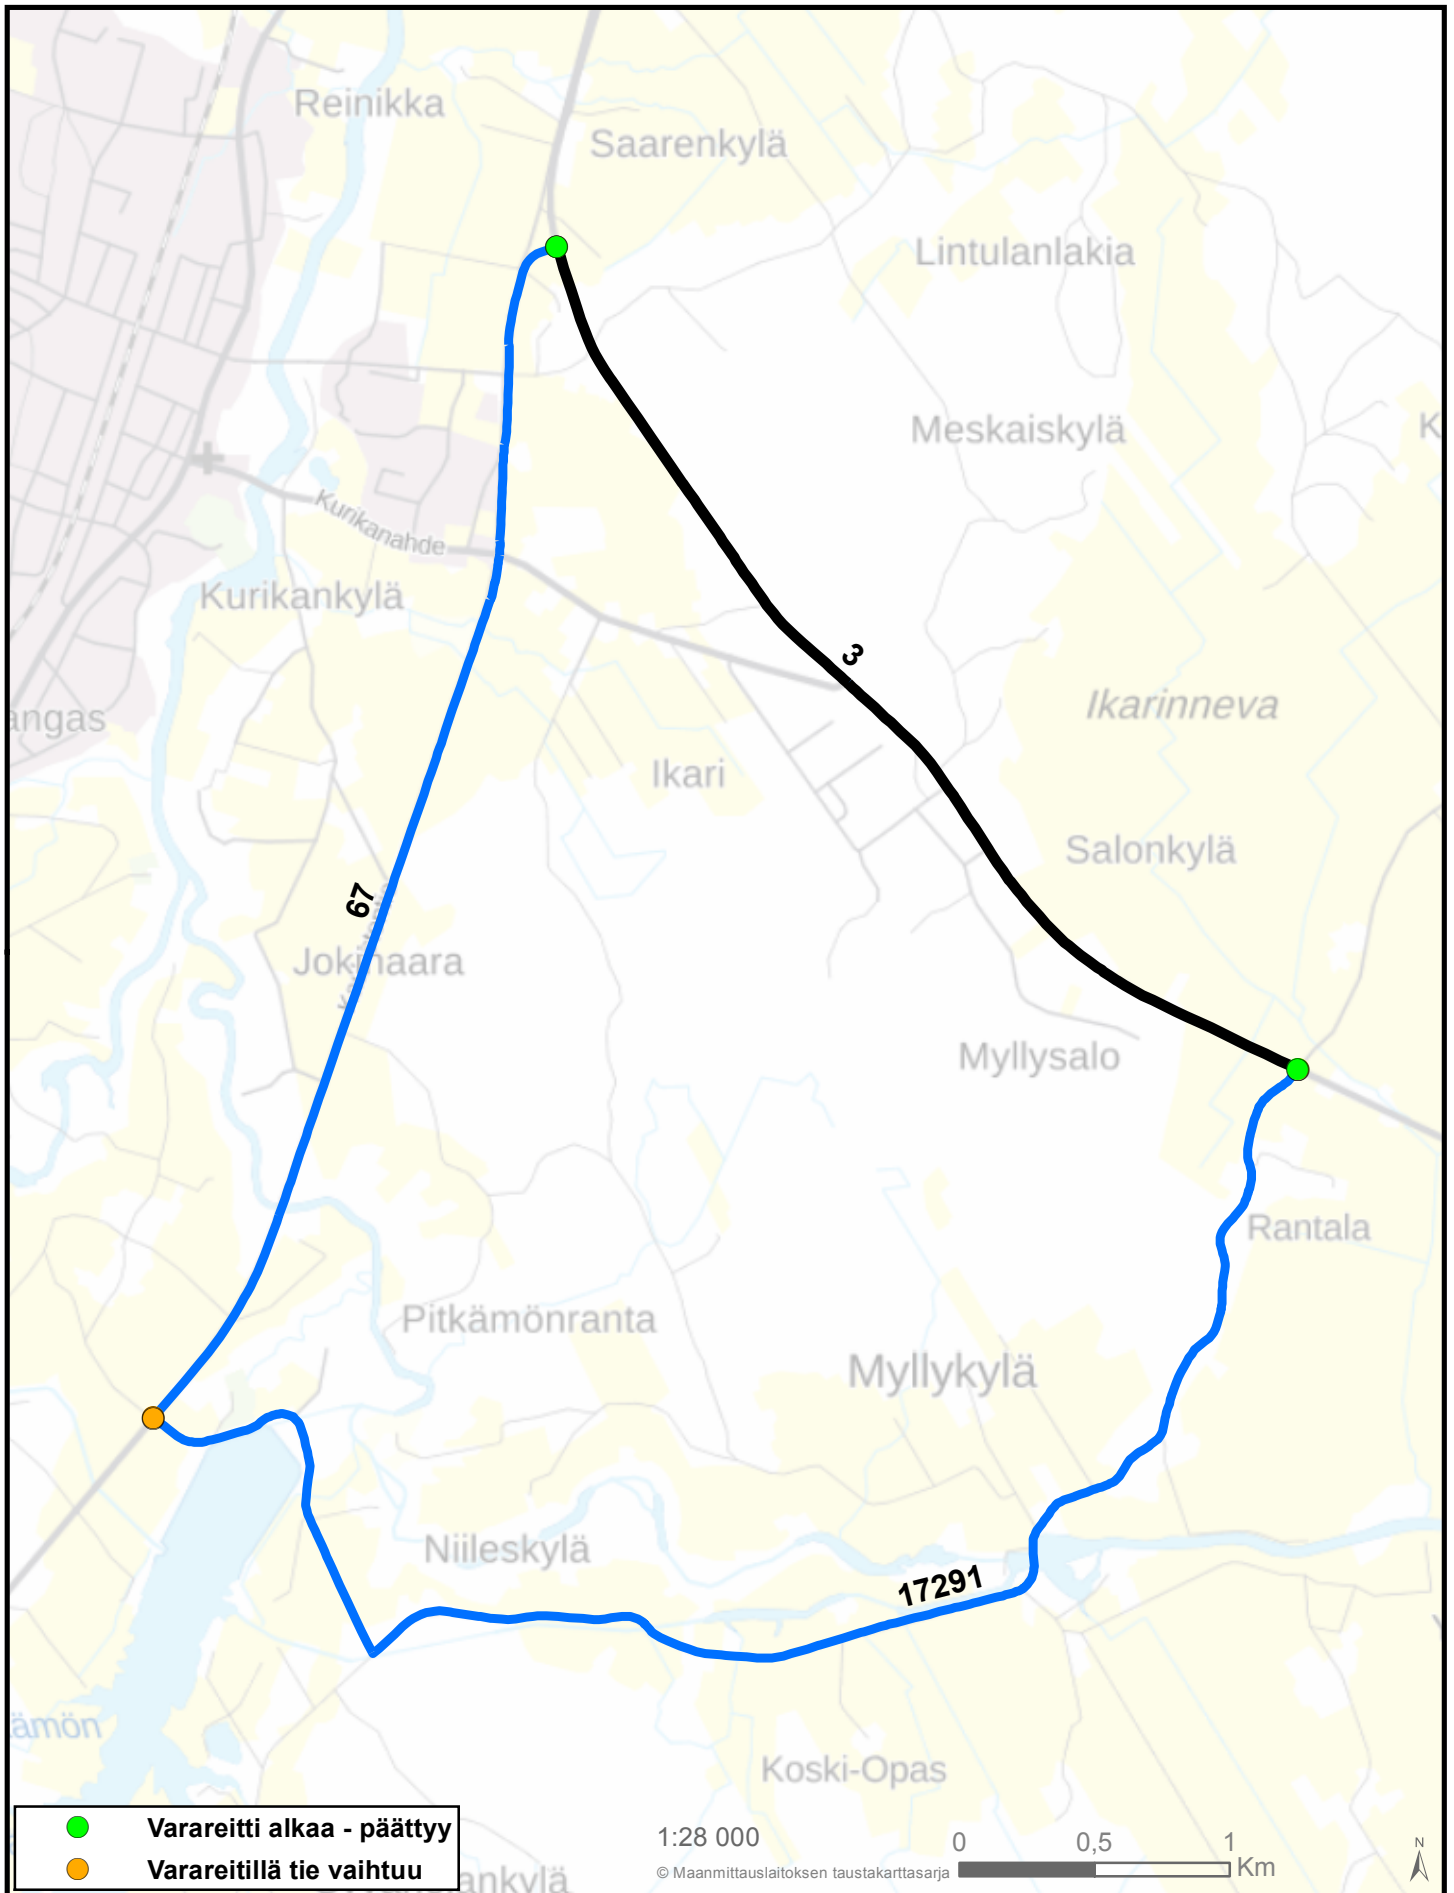 Reinikka
Saarenkylä
Lintulanlakia
Meskaiskylä
K
Kurikanahde
Kurikankylä
3
Ikarinneva
angas
Ikari
Salonkylä
67
Jokinaara
Myllysalo
Rantala
Pitkämönranta
Myllykylä
Niileskylä
17291
ämön
Koski-Opas
Varareitti alkaa - päättyy
Varareitillä tie vaihtuu
ankylä
1:28 000
© Maanmittauslaitoksen taustakarttasarja
0 0,5 1
Km
N